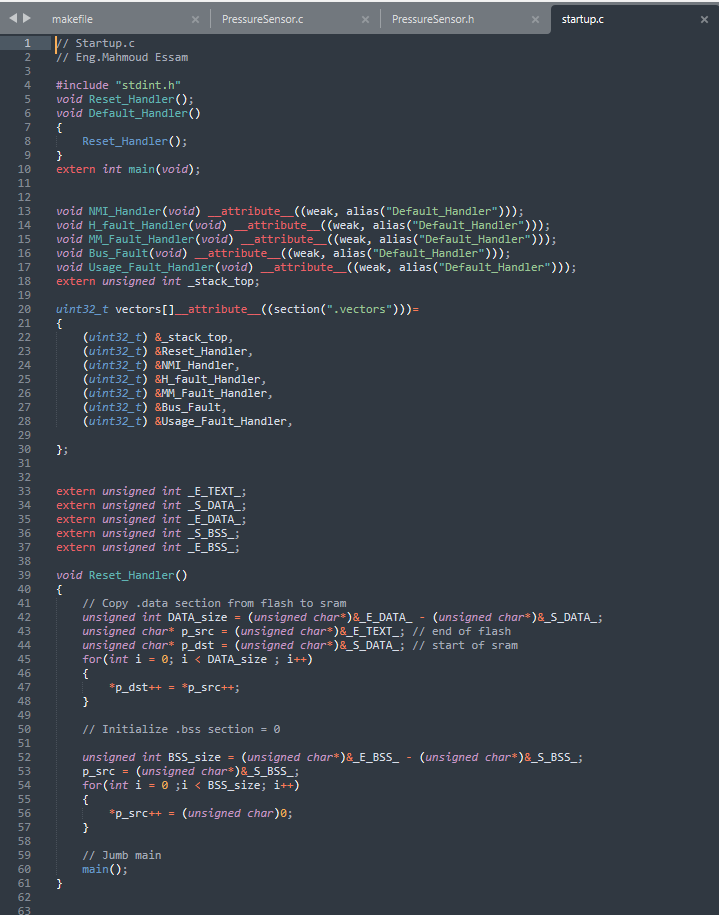 makefile
PressureSensor.c
PressureSensor.h
startup.c
1 // Startup.c
2 // Eng.Mahmoud Essam
3
4 #include "stdint.h"
5 void Reset_Handler();
6 void Default_Handler()
7 {
8     Reset_Handler();
9 }
10 extern int main(void);
11
12
13 void NMI_Handler(void) __attribute__((weak, alias("Default_Handler")));
14 void H_fault_Handler(void) __attribute__((weak, alias("Default_Handler")));
15 void MM_Fault_Handler(void) __attribute__((weak, alias("Default_Handler")));
16 void Bus_Fault(void) __attribute__((weak, alias("Default_Handler")));
17 void Usage_Fault_Handler(void) __attribute__((weak, alias("Default_Handler")));
18 extern unsigned int _stack_top;
19
20 uint32_t vectors[]__attribute__((section(".vectors")))=
21 {
22     (uint32_t) &_stack_top,
23     (uint32_t) &Reset_Handler,
24     (uint32_t) &NMI_Handler,
25     (uint32_t) &H_fault_Handler,
26     (uint32_t) &MM_Fault_Handler,
27     (uint32_t) &Bus_Fault,
28     (uint32_t) &Usage_Fault_Handler,
29
30 };
31
32
33 extern unsigned int _E_TEXT_;
34 extern unsigned int _S_DATA_;
35 extern unsigned int _E_DATA_;
36 extern unsigned int _S_BSS_;
37 extern unsigned int _E_BSS_;
38
39 void Reset_Handler()
40 {
41     // Copy .data section from flash to sram
42     unsigned int DATA_size = (unsigned char*)&_E_DATA_ - (unsigned char*)&_S_DATA_;
43     unsigned char* p_src = (unsigned char*)&_E_TEXT_; // end of flash
44     unsigned char* p_dst = (unsigned char*)&_S_DATA_; // start of sram
45     for(int i = 0; i < DATA_size ; i++)
46     {
47         *p_dst++ = *p_src++;
48     }
49
50     // Initialize .bss section = 0
51
52     unsigned int BSS_size = (unsigned char*)&_E_BSS_ - (unsigned char*)&_S_BSS_;
53     p_src = (unsigned char*)&_S_BSS_;
54     for(int i = 0 ;i < BSS_size; i++)
55     {
56         *p_src++ = (unsigned char)0;
57     }
58
59     // Jumb main
60     main();
61 }
62
63